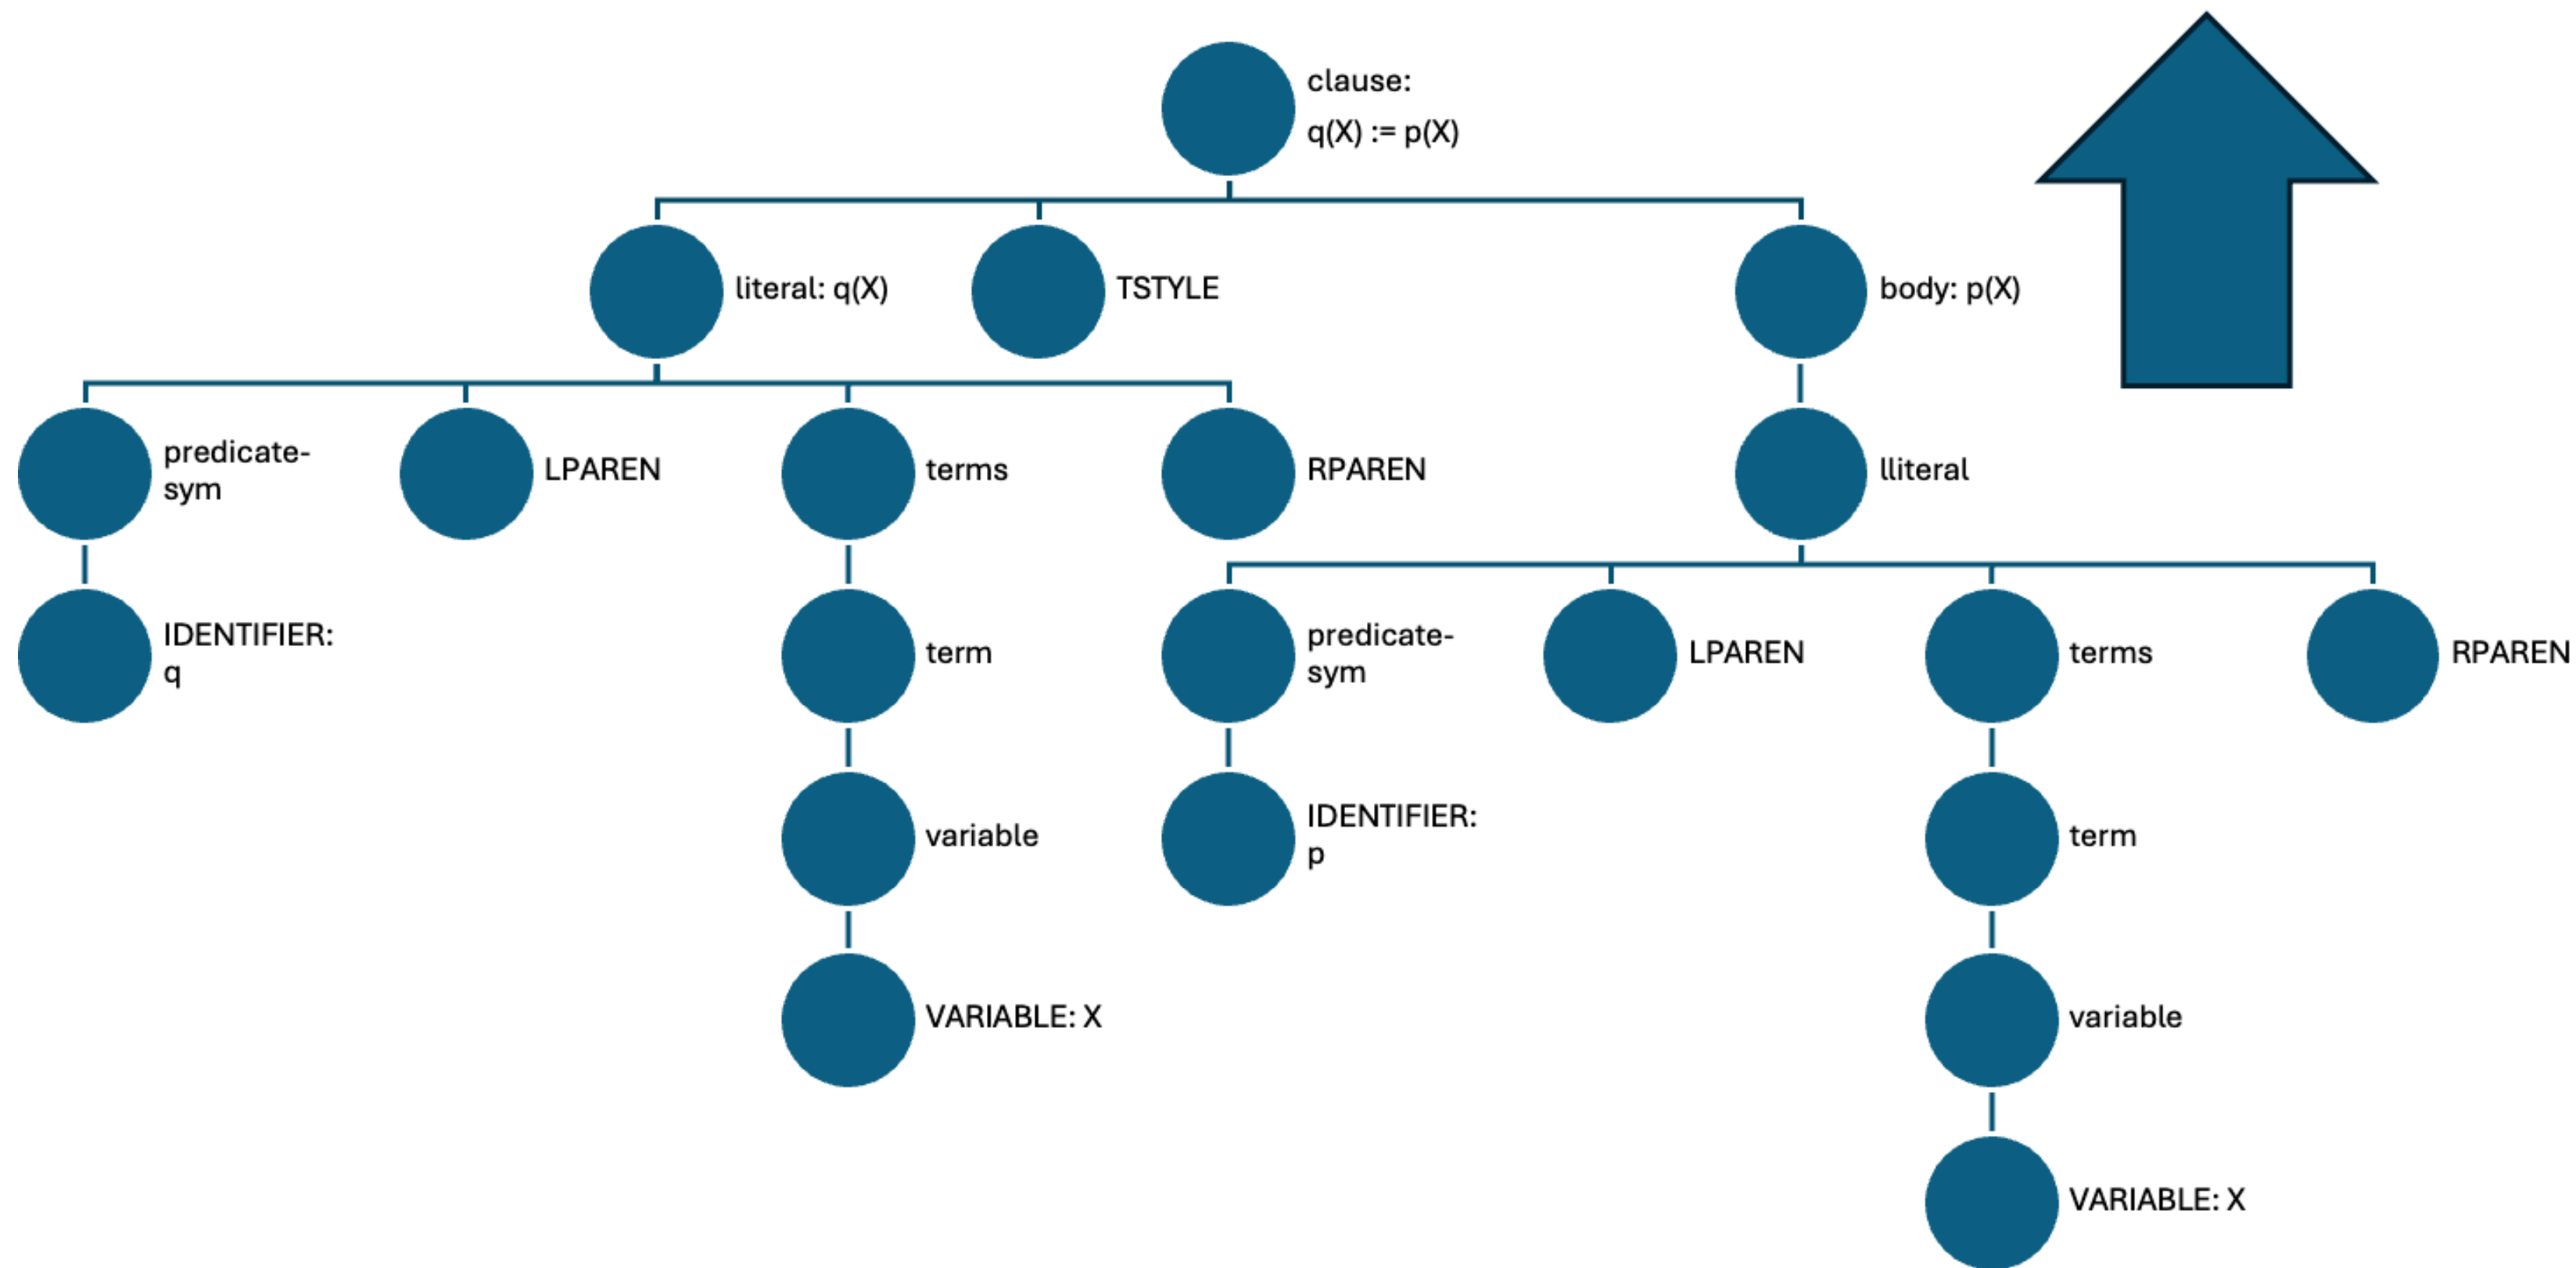 clause:
q(X) := p(X)
literal: q(X)
TSTYLE
body: p(X)
predicate-
sym
LPAREN
terms
RPAREN
lliteral
IDENTIFIER:
q
term
predicate-
sym
LPAREN
terms
RPAREN
variable
IDENTIFIER:
p
term
VARIABLE: X
variable
VARIABLE: X